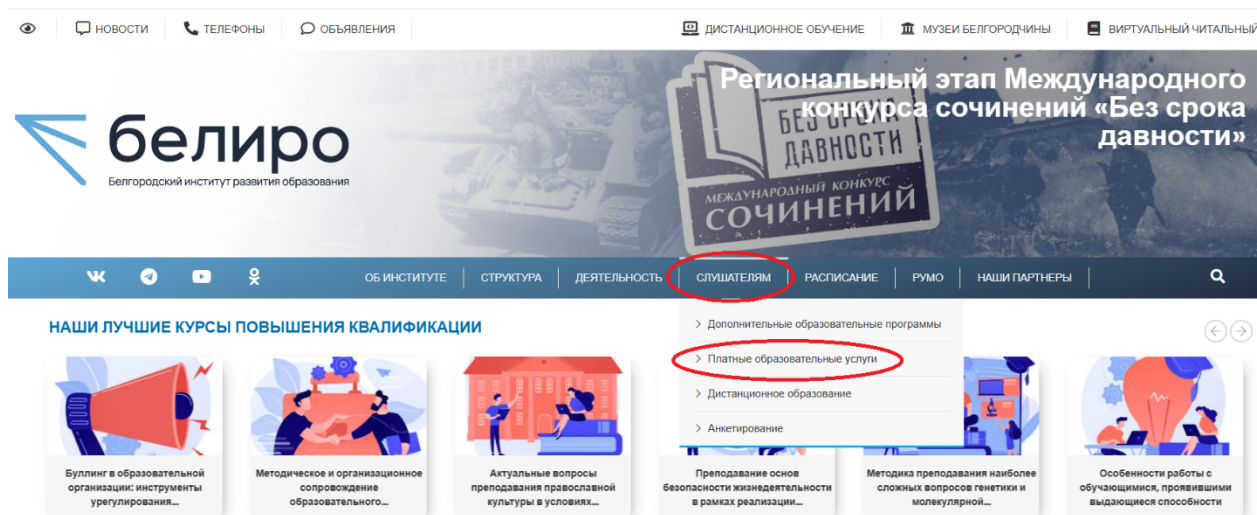 НОВОСТИ
ТЕЛЕФОНЫ
ОБЪЯВЛЕНИЯ
ДИСТАНЦИОННОЕ ОБУЧЕНИЕ
МУЗЕИ БЕЛГОРОДЧИНЫ
ВИРТУАЛЬНЫЙ ЧИТАЛЬНЫЙ
белиро
Белгородский институт развития образования
Региональный этап Международного
конкурса сочинений «Без срока
давности»
БЕЗ СРОКА
ДАВНОСТИ
МЕЖДУНАРОДНЫЙ КОНКУРС
СОЧИНЕНИЙ
ОБ ИНСТИТУТЕ
СТРУКТУРА
ДЕЯТЕЛЬНОСТЬ
СЛУШАТЕЛЯМ
РАСПИСАНИЕ
РУМО
НАШИ ПАРТНЕРЫ
> Дополнительные образовательные программы
> Платные образовательные услуги
> Дистанционное образование
> Анкетирование
НАШИ ЛУЧШИЕ КУРСЫ ПОВЫШЕНИЯ КВАЛИФИКАЦИИ
Буллинг в образовательной
организации: инструменты
урегулирования...
Методическое и организационное
сопровождение
образовательного...
Актуальные вопросы
преподавания православной
культуры в условиях...
Преподавание основ
безопасности жизнедеятельности
в рамках реализации...
Методика преподавания наиболее
сложных вопросов генетики и
молекулярной...
Особенности работы с
обучающимися, проявившими
выдающиеся способности